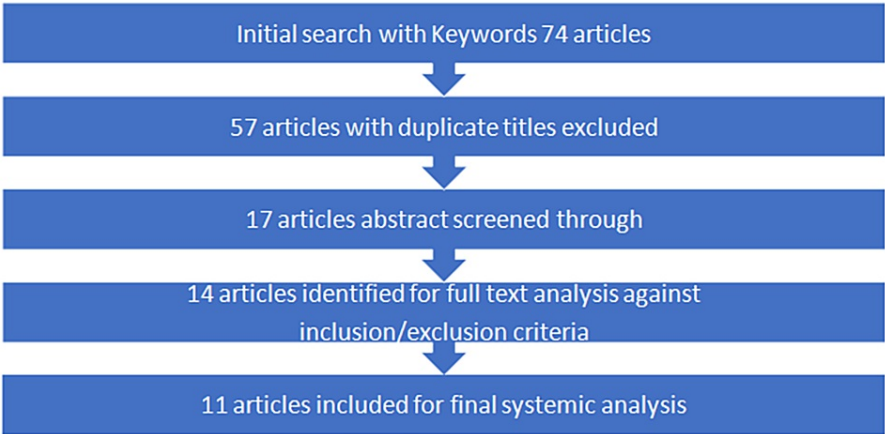 Initial search with Keywords 74 articles
57 articles with duplicate titles excluded
17 articles abstract screened through
14 articles identified for full text analysis against
inclusion/exclusion criteria
11 articles included for final systemic analysis